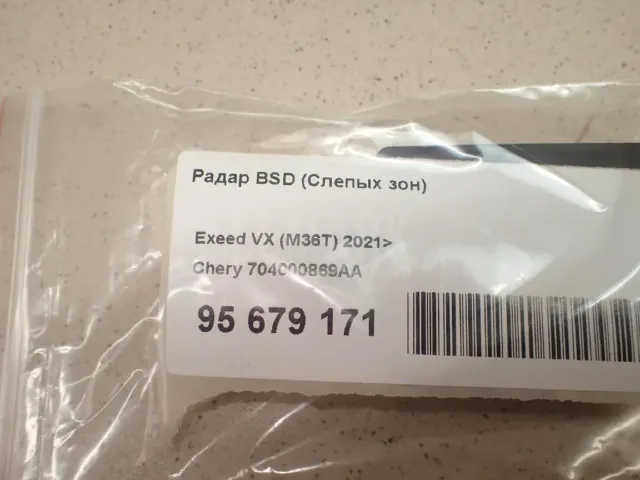 Радар BSD (Слепых зон)
Exeed VX (M36T) 2021>
Chery 704000869AA
95 679 171